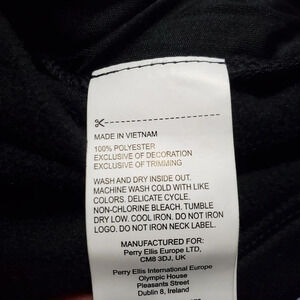 MADE IN VIETNAM
100% POLYESTER
EXCLUSIVE OF DECORATION
EXCLUSIVE OF TRIMMING
WASH AND DRY INSIDE OUT.
MACHINE WASH COLD WITH LIKE
COLORS. DELICATE CYCLE.
NON-CHLORINE BLEACH. TUMBLE
DRY LOW. COOL IRON. DO NOT IRON
LOGO. DO NOT IRON NECK LABEL.
MANUFACTURED FOR:
Perry Ellis Europe LTD,
CM8 3DJ, UK
Perry Ellis International Europe
Olympic House
Pleasants Street
Dublin 8, Ireland